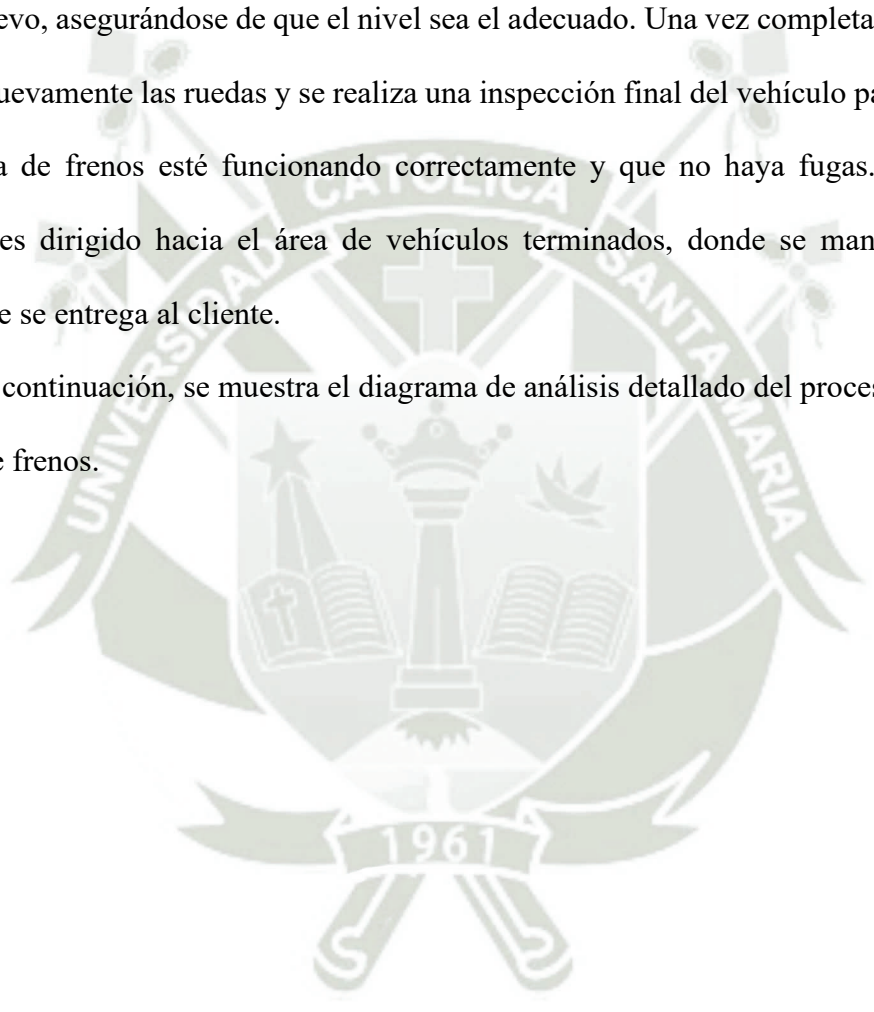 evo, asegurándose de que el nivel sea el adecuado. Una vez completa
uevamente las ruedas y se realiza una inspección final del vehículo pa
a de frenos esté funcionando correctamente y que no haya fugas.
es dirigido hacia el área de vehículos terminados, donde se man
e se entrega al cliente.
continuación, se muestra el diagrama de análisis detallado del proces
e frenos.
UNIVERSIDAD CATOLICA SANTA MARIA
1961